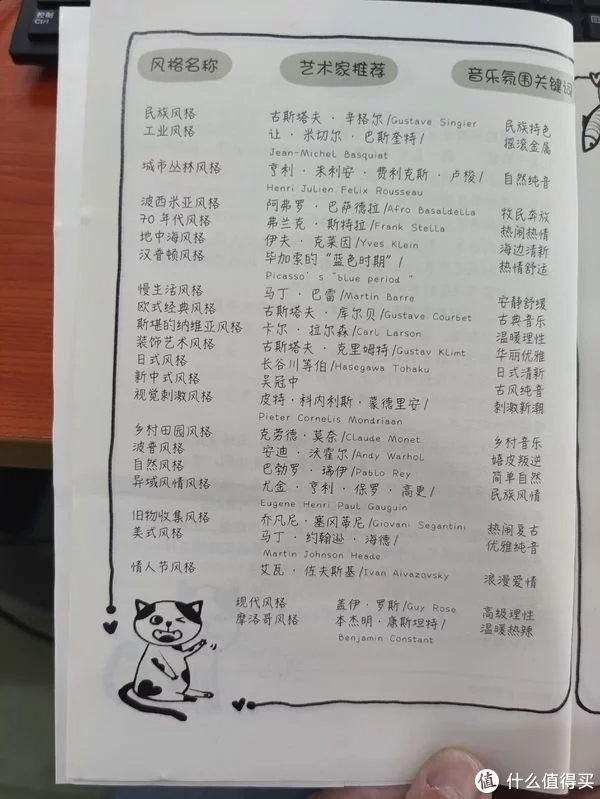 控制
Ctrl
风格名称 艺术家推荐 音乐氛围关键词
民族风格 古斯塔夫·辛格尔/Gustave Singier 民族特色
工业风格 让·米切尔·巴斯奎特/ 摇滚金属
Jean-Michel Basquiat
城市丛林风格 亨利·朱利安·费利克斯·卢梭/ 自然纯音
Henri Julien Felix Rousseau
波西米亚风格 阿弗罗·巴萨德拉/Afro Basaldella 牧民奔放
70年代风格 弗兰克·斯特拉/Frank Stella 热闹热情
地中海风格 伊夫·克莱因/Yves Klein 海边清新
汉普顿风格 毕加索的“蓝色时期”/ 热情舒适
Picasso's "blue period"
慢生活风格 马丁·巴雷/Martin Barre 安静舒缓
欧式经典风格 古斯塔夫·库尔贝/Gustave Courbet 古典音乐
斯堪的纳维亚风格 卡尔·拉尔森/Carl Larson 温暖理性
装饰艺术风格 古斯塔夫·克里姆特/Gustav Klimt 华丽优雅
日式风格 长谷川等伯/Hasegawa Tohaku 日式清新
新中式风格 吴冠中 古风纯音
视觉刺激风格 皮特·科内利斯·蒙德里安/ 刺激新潮
Pieter Cornelis Mondriaan
乡村田园风格 克劳德·莫奈/Claude Monet 乡村音乐
波普风格 安迪·沃霍尔/Andy Warhol 嬉皮叛逆
自然风格 巴勃罗·瑞伊/Pablo Rey 简单自然
异域风情风格 尤金·亨利·保罗·高更/ 民族风情
Eugene Henri Paul Gauguin
旧物收集风格 乔凡尼·塞冈蒂尼/Giovani Segantini 热闹复古
美式风格 马丁·约翰逊·海德/ 优雅纯音
Martin Johnson Heade
情人节风格 艾瓦·佐夫斯基/Ivan Aivazovsky 浪漫爱情
现代风格 盖伊·罗斯/Guy Rose 高级理性
摩洛哥风格 本杰明·康斯坦特/ 温暖热辣
Benjamin Constant
值 什么值得买